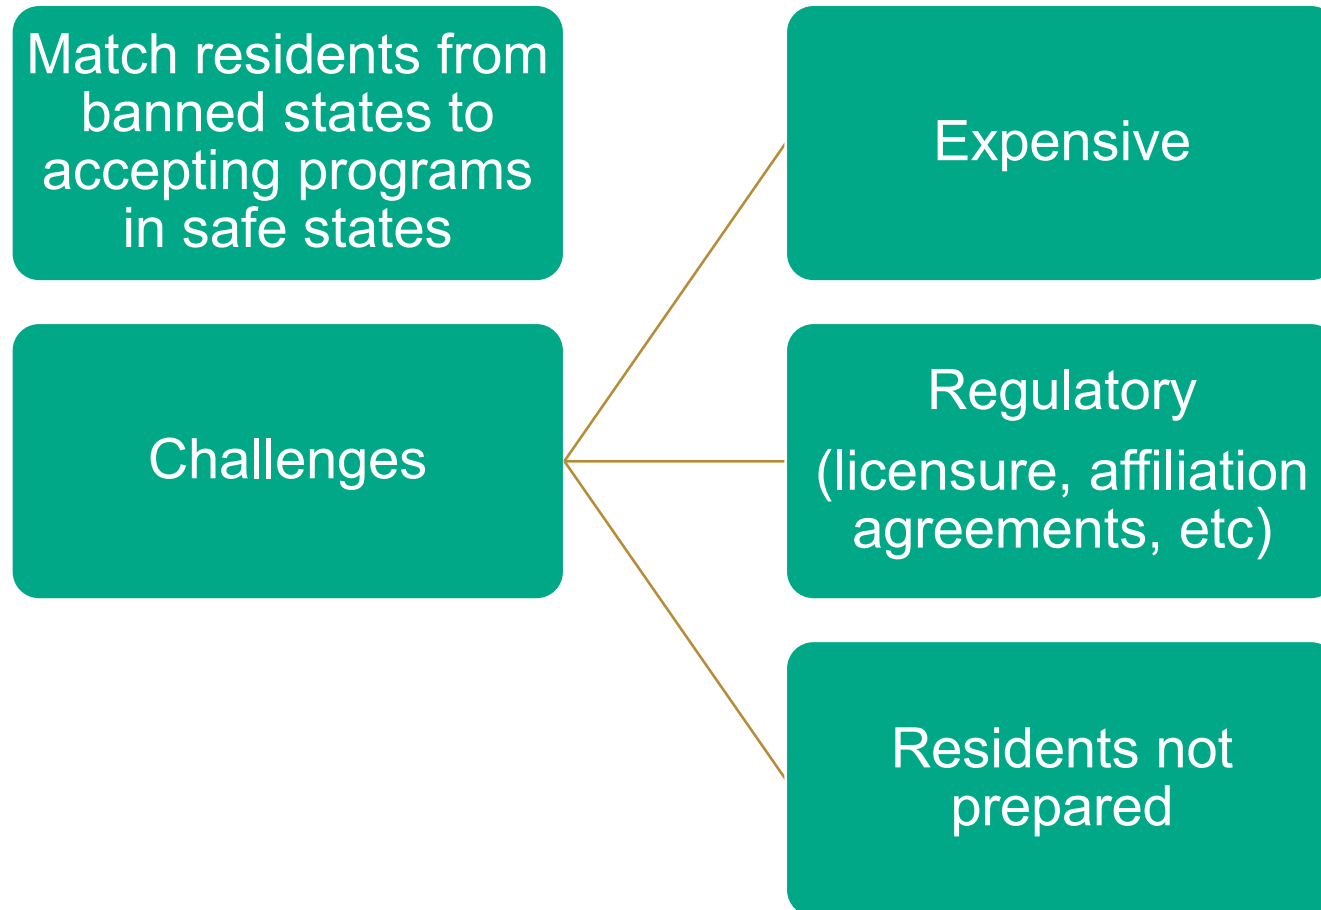 Match residents from
banned states to
accepting programs
in safe states
Challenges
Expensive
Regulatory
(licensure, affiliation
agreements, etc)
Residents not
prepared